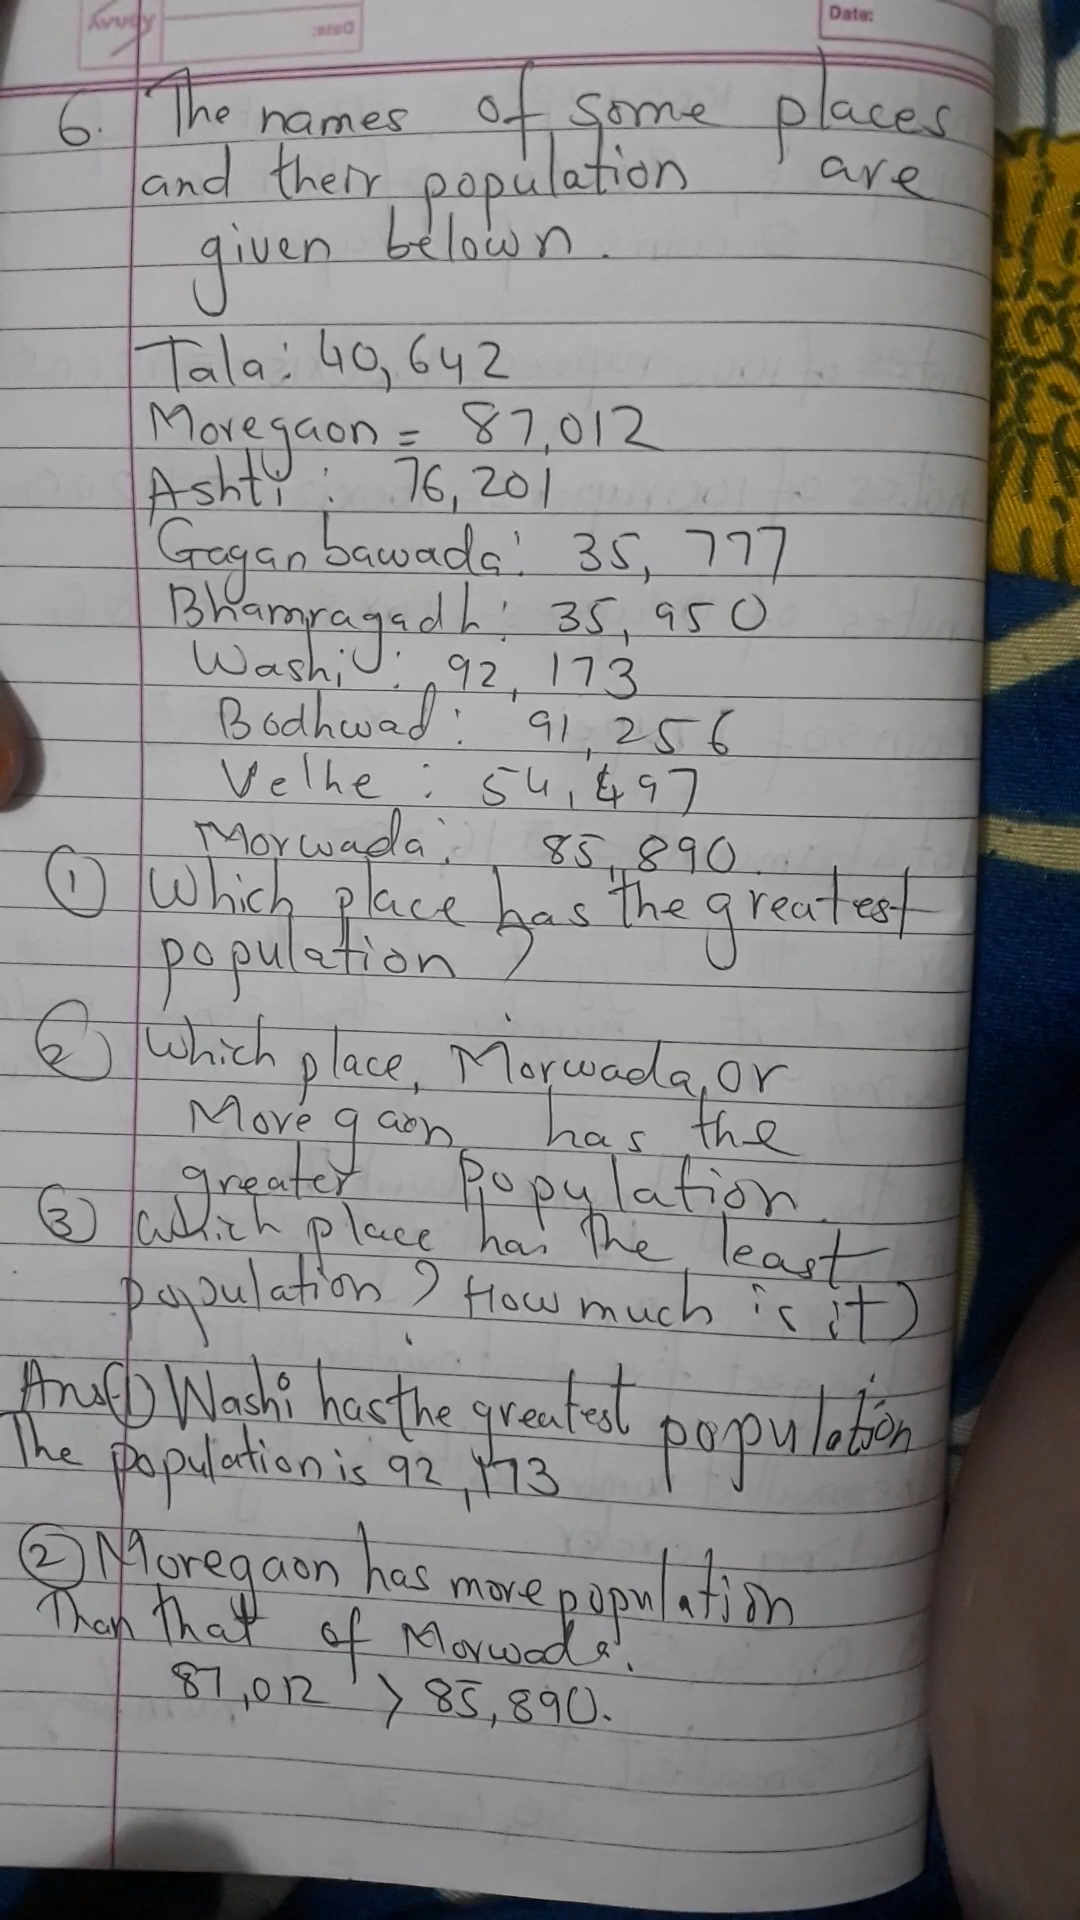 Avudy
Date:
Date:
6. The names of some places
and their population are
given belown.
Tala: 40,642
Moregaon = 87,012
Ashti : 76,201
Gaganbawada: 35, 777
Bhamragadh: 35, 950
Washi: 92, 173
Bodhwad: 91,256
Velhe : 54,497
Morwada: 85,890.
① Which place has the greatest
population ?
② Which place, Morwada, or
Moregaon has the
greater population.
③ which place has the least
population ? How much is it?
Ans① Washi has the greatest population
The population is 92,173
② Moregaon has more population
Than that of Morwada.
87,012 > 85,890.